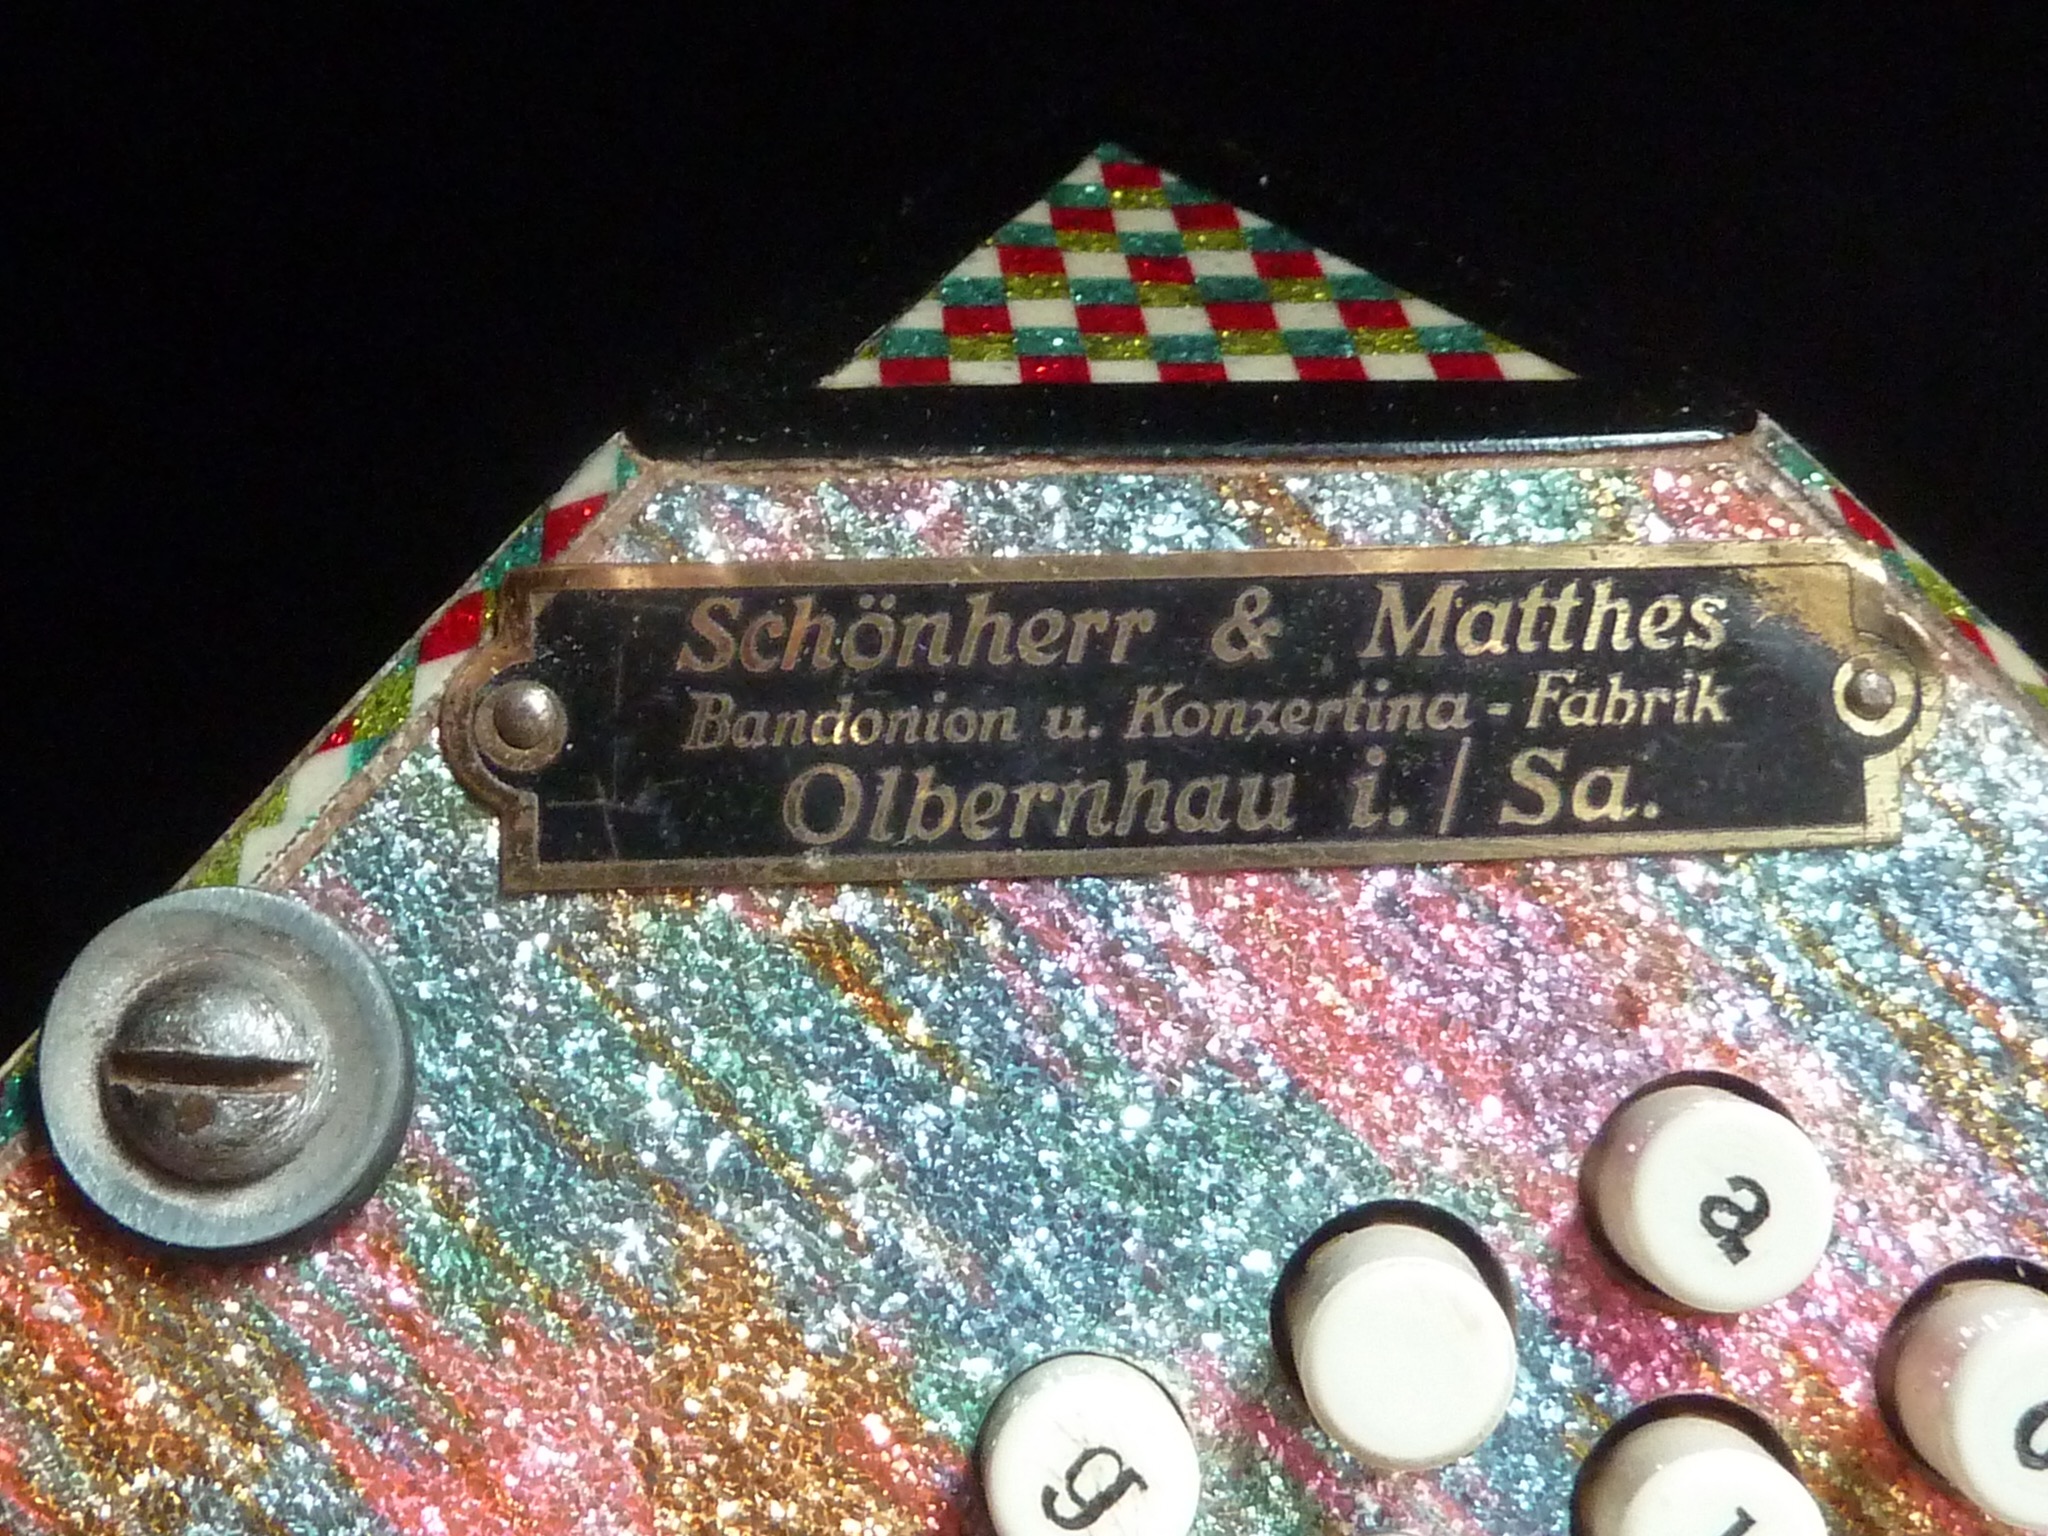 Schönherr & Matthes
Bandonion u. Konzertina - Fabrik
Olbernhau i. / Sa.
a
g